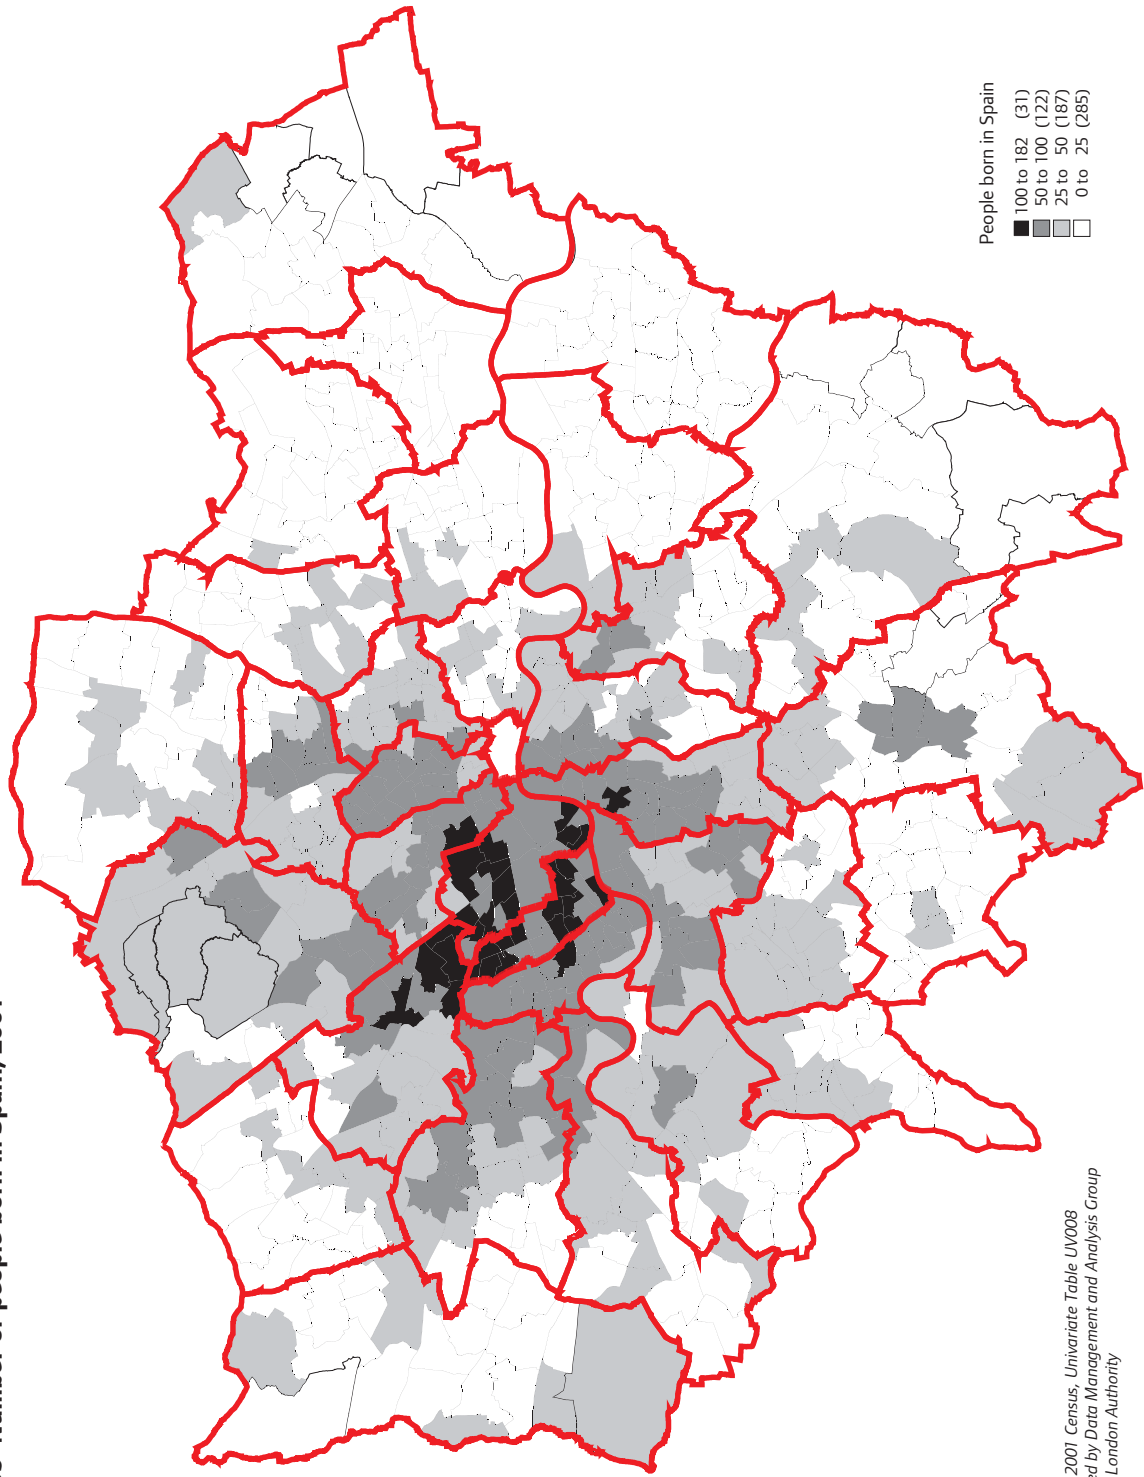 Number of people born in Spain, 2001
People born in Spain
100 to 182 (31)
50 to 100 (122)
25 to 50 (187)
0 to 25 (285)
2001 Census, Univariate Table UV008
by Data Management and Analysis Group
London Authority